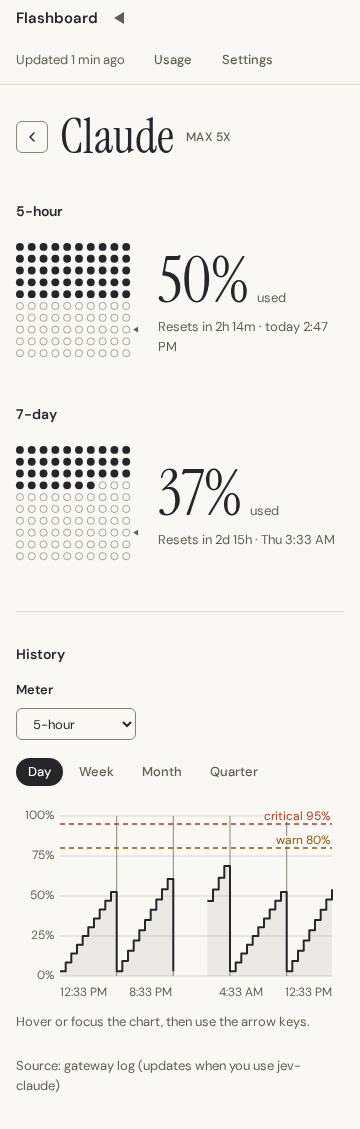 Flashboard
Updated 1 min ago Usage Settings
Claude MAX 5X
5-hour
50% used
Resets in 2h 14m · today 2:47
PM
7-day
37% used
Resets in 2d 15h · Thu 3:33 AM
History
Meter
5-hour
Day Week Month Quarter
100%
critical 95%
warn 80%
75%
50%
25%
0%
12:33 PM 8:33 PM 4:33 AM 12:33 PM
Hover or focus the chart, then use the arrow keys.
Source: gateway log (updates when you use jev-
claude)